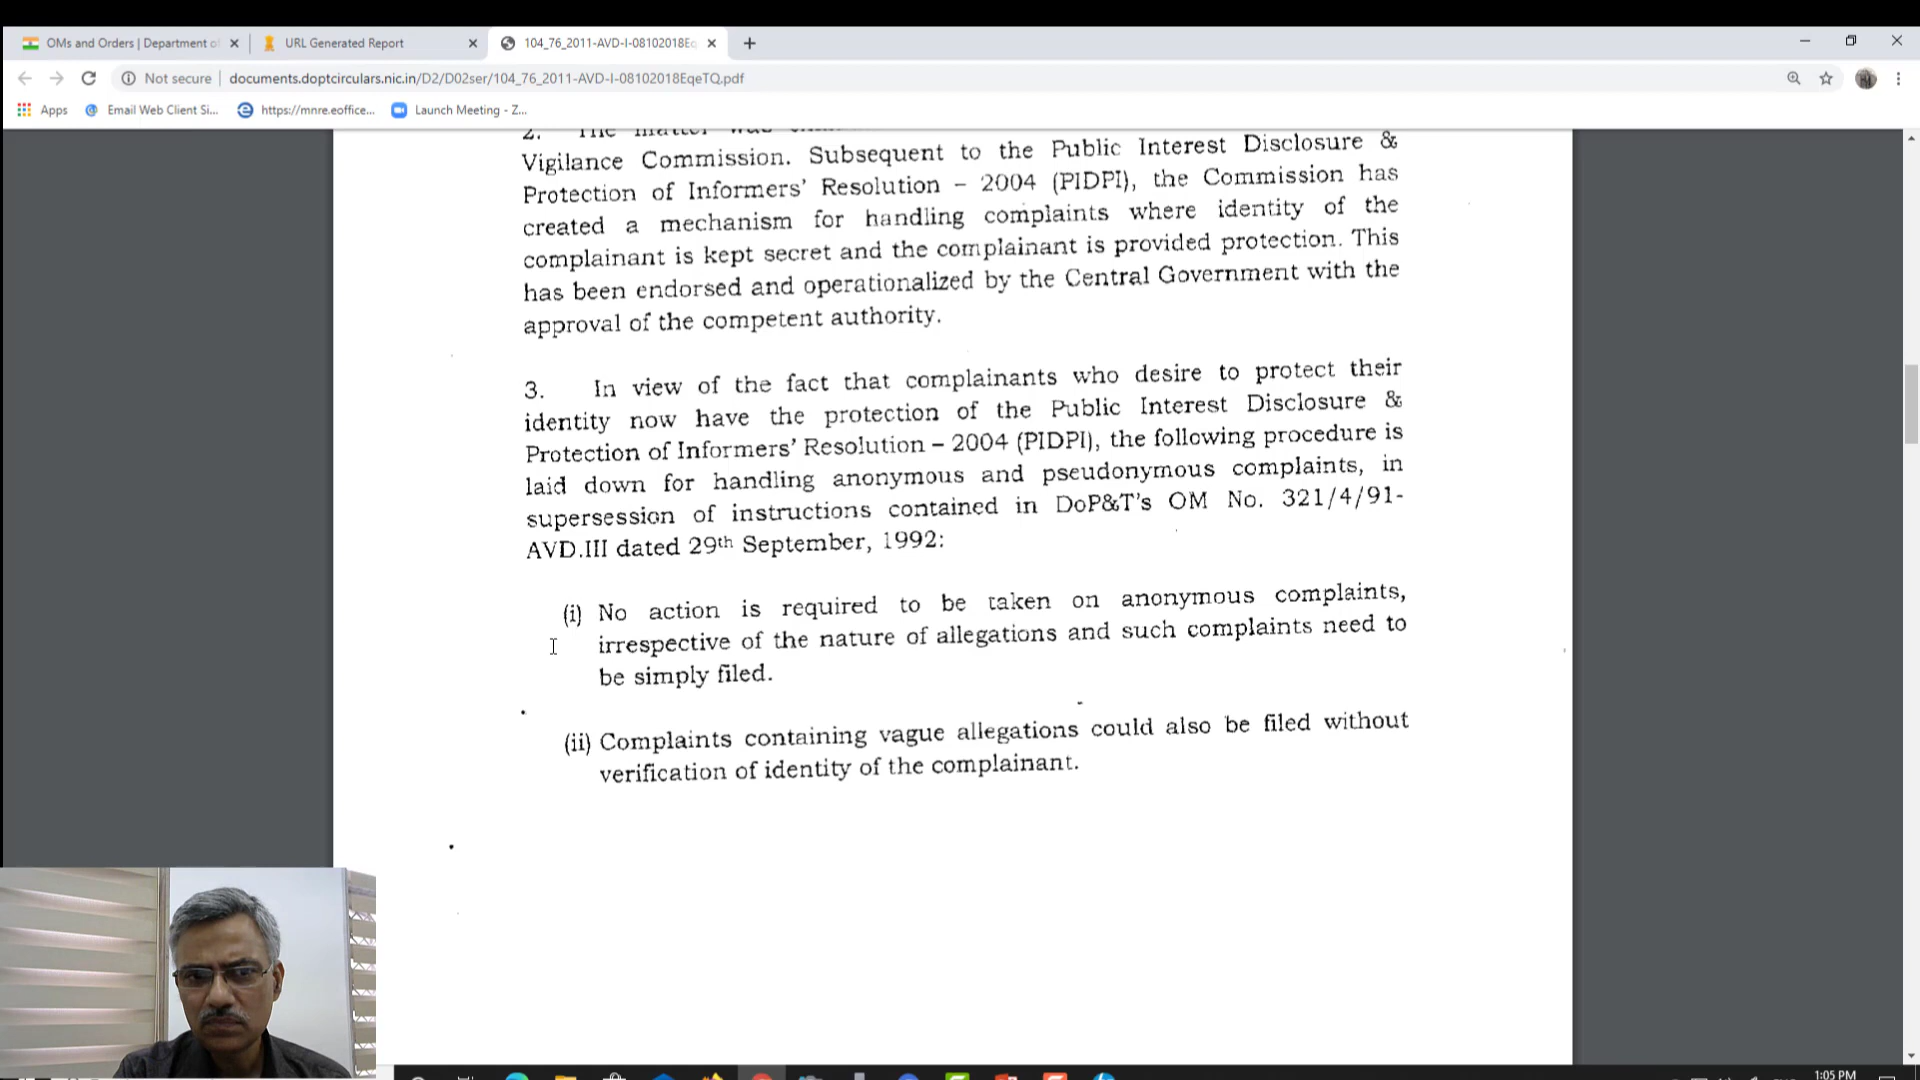 OMs and Orders | Department of
URL Generated Report
104_76_2011-AVD-I-08102018Eq
Not secure
documents.doptcirculars.nic.in/D2/D02ser/104_76_2011-AVD-I-08102018EqeTQ.pdf
Apps
Email Web Client Si...
https://mnre.eoffice...
Launch Meeting - Z...
2. The matter was
Vigilance Commission. Subsequent to the Public Interest Disclosure &
Protection of Informers' Resolution – 2004 (PIDPI), the Commission has
created a mechanism for handling complaints where identity of the
complainant is kept secret and the complainant is provided protection. This
has been endorsed and operationalized by the Central Government with the
approval of the competent authority.
3. In view of the fact that complainants who desire to protect their
identity now have the protection of the Public Interest Disclosure &
Protection of Informers' Resolution – 2004 (PIDPI), the following procedure is
laid down for handling anonymous and pseudonymous complaints, in
supersession of instructions contained in DoP&T's OM No. 321/4/91-
AVD.III dated 29th September, 1992:
(i) No action is required to be taken on anonymous complaints,
irrespective of the nature of allegations and such complaints need to
be simply filed.
(ii) Complaints containing vague allegations could also be filed without
verification of identity of the complainant.
1:05 PM